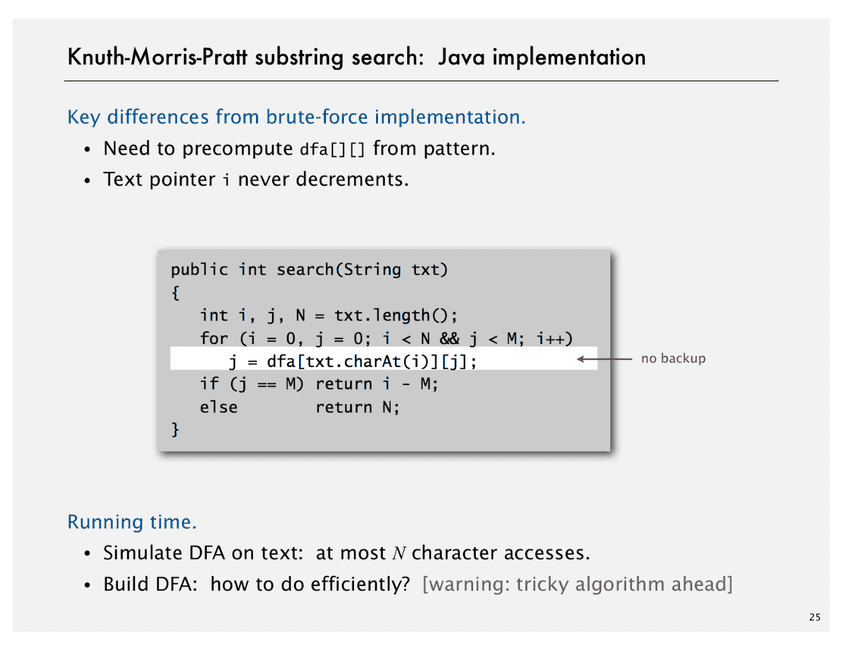 Knuth-Morris-Pratt substring search:  Java implementation
Key differences from brute-force implementation.
• Need to precompute dfa[][] from pattern.
• Text pointer i never decrements.
public int search(String txt)
{
   int i, j, N = txt.length();
   for (i = 0, j = 0; i < N && j < M; i++)
      j = dfa[txt.charAt(i)][j];
no backup
   if (j == M) return i - M;
   else        return N;
}
Running time.
• Simulate DFA on text:  at most N character accesses.
• Build DFA:  how to do efficiently?  [warning: tricky algorithm ahead]
25